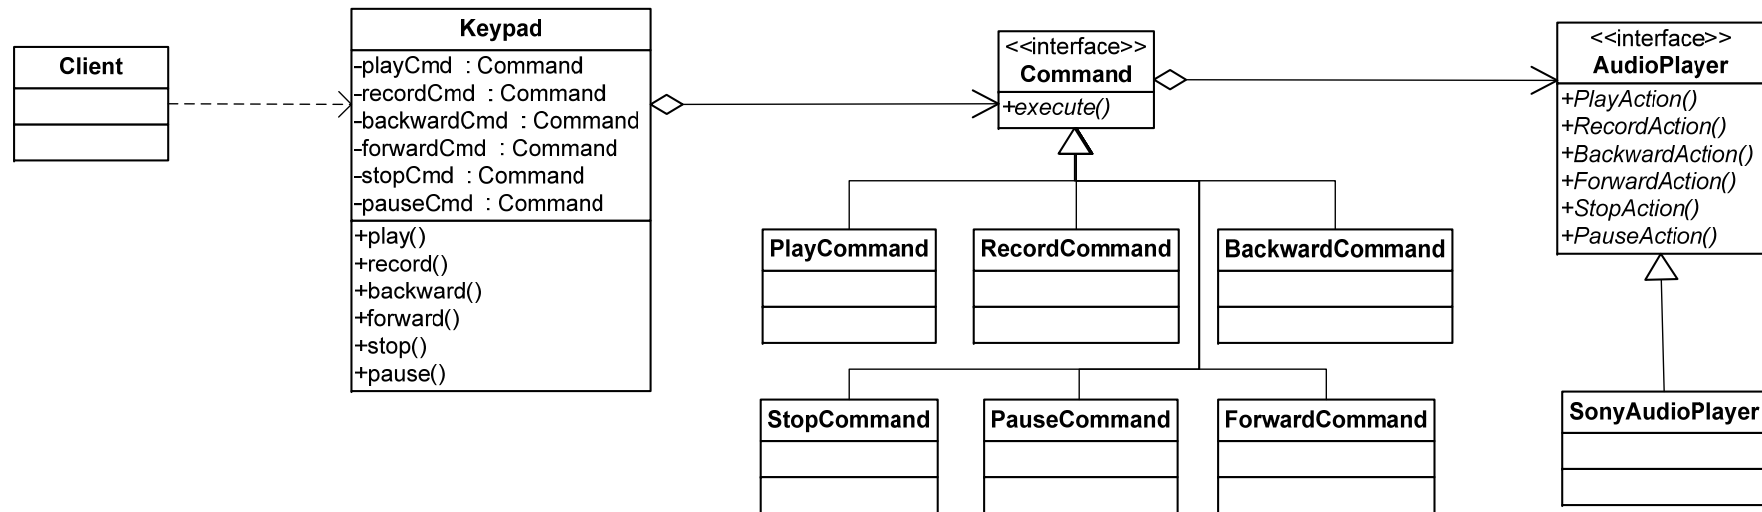 Client
Keypad
-playCmd : Command
-recordCmd : Command
-backwardCmd : Command
-forwardCmd : Command
-stopCmd : Command
-pauseCmd : Command
+play()
+record()
+backward()
+forward()
+stop()
+pause()
<<interface>>
Command
+execute()
<<interface>>
AudioPlayer
+PlayAction()
+RecordAction()
+BackwardAction()
+ForwardAction()
+StopAction()
+PauseAction()
PlayCommand
RecordCommand
BackwardCommand
StopCommand
PauseCommand
ForwardCommand
SonyAudioPlayer